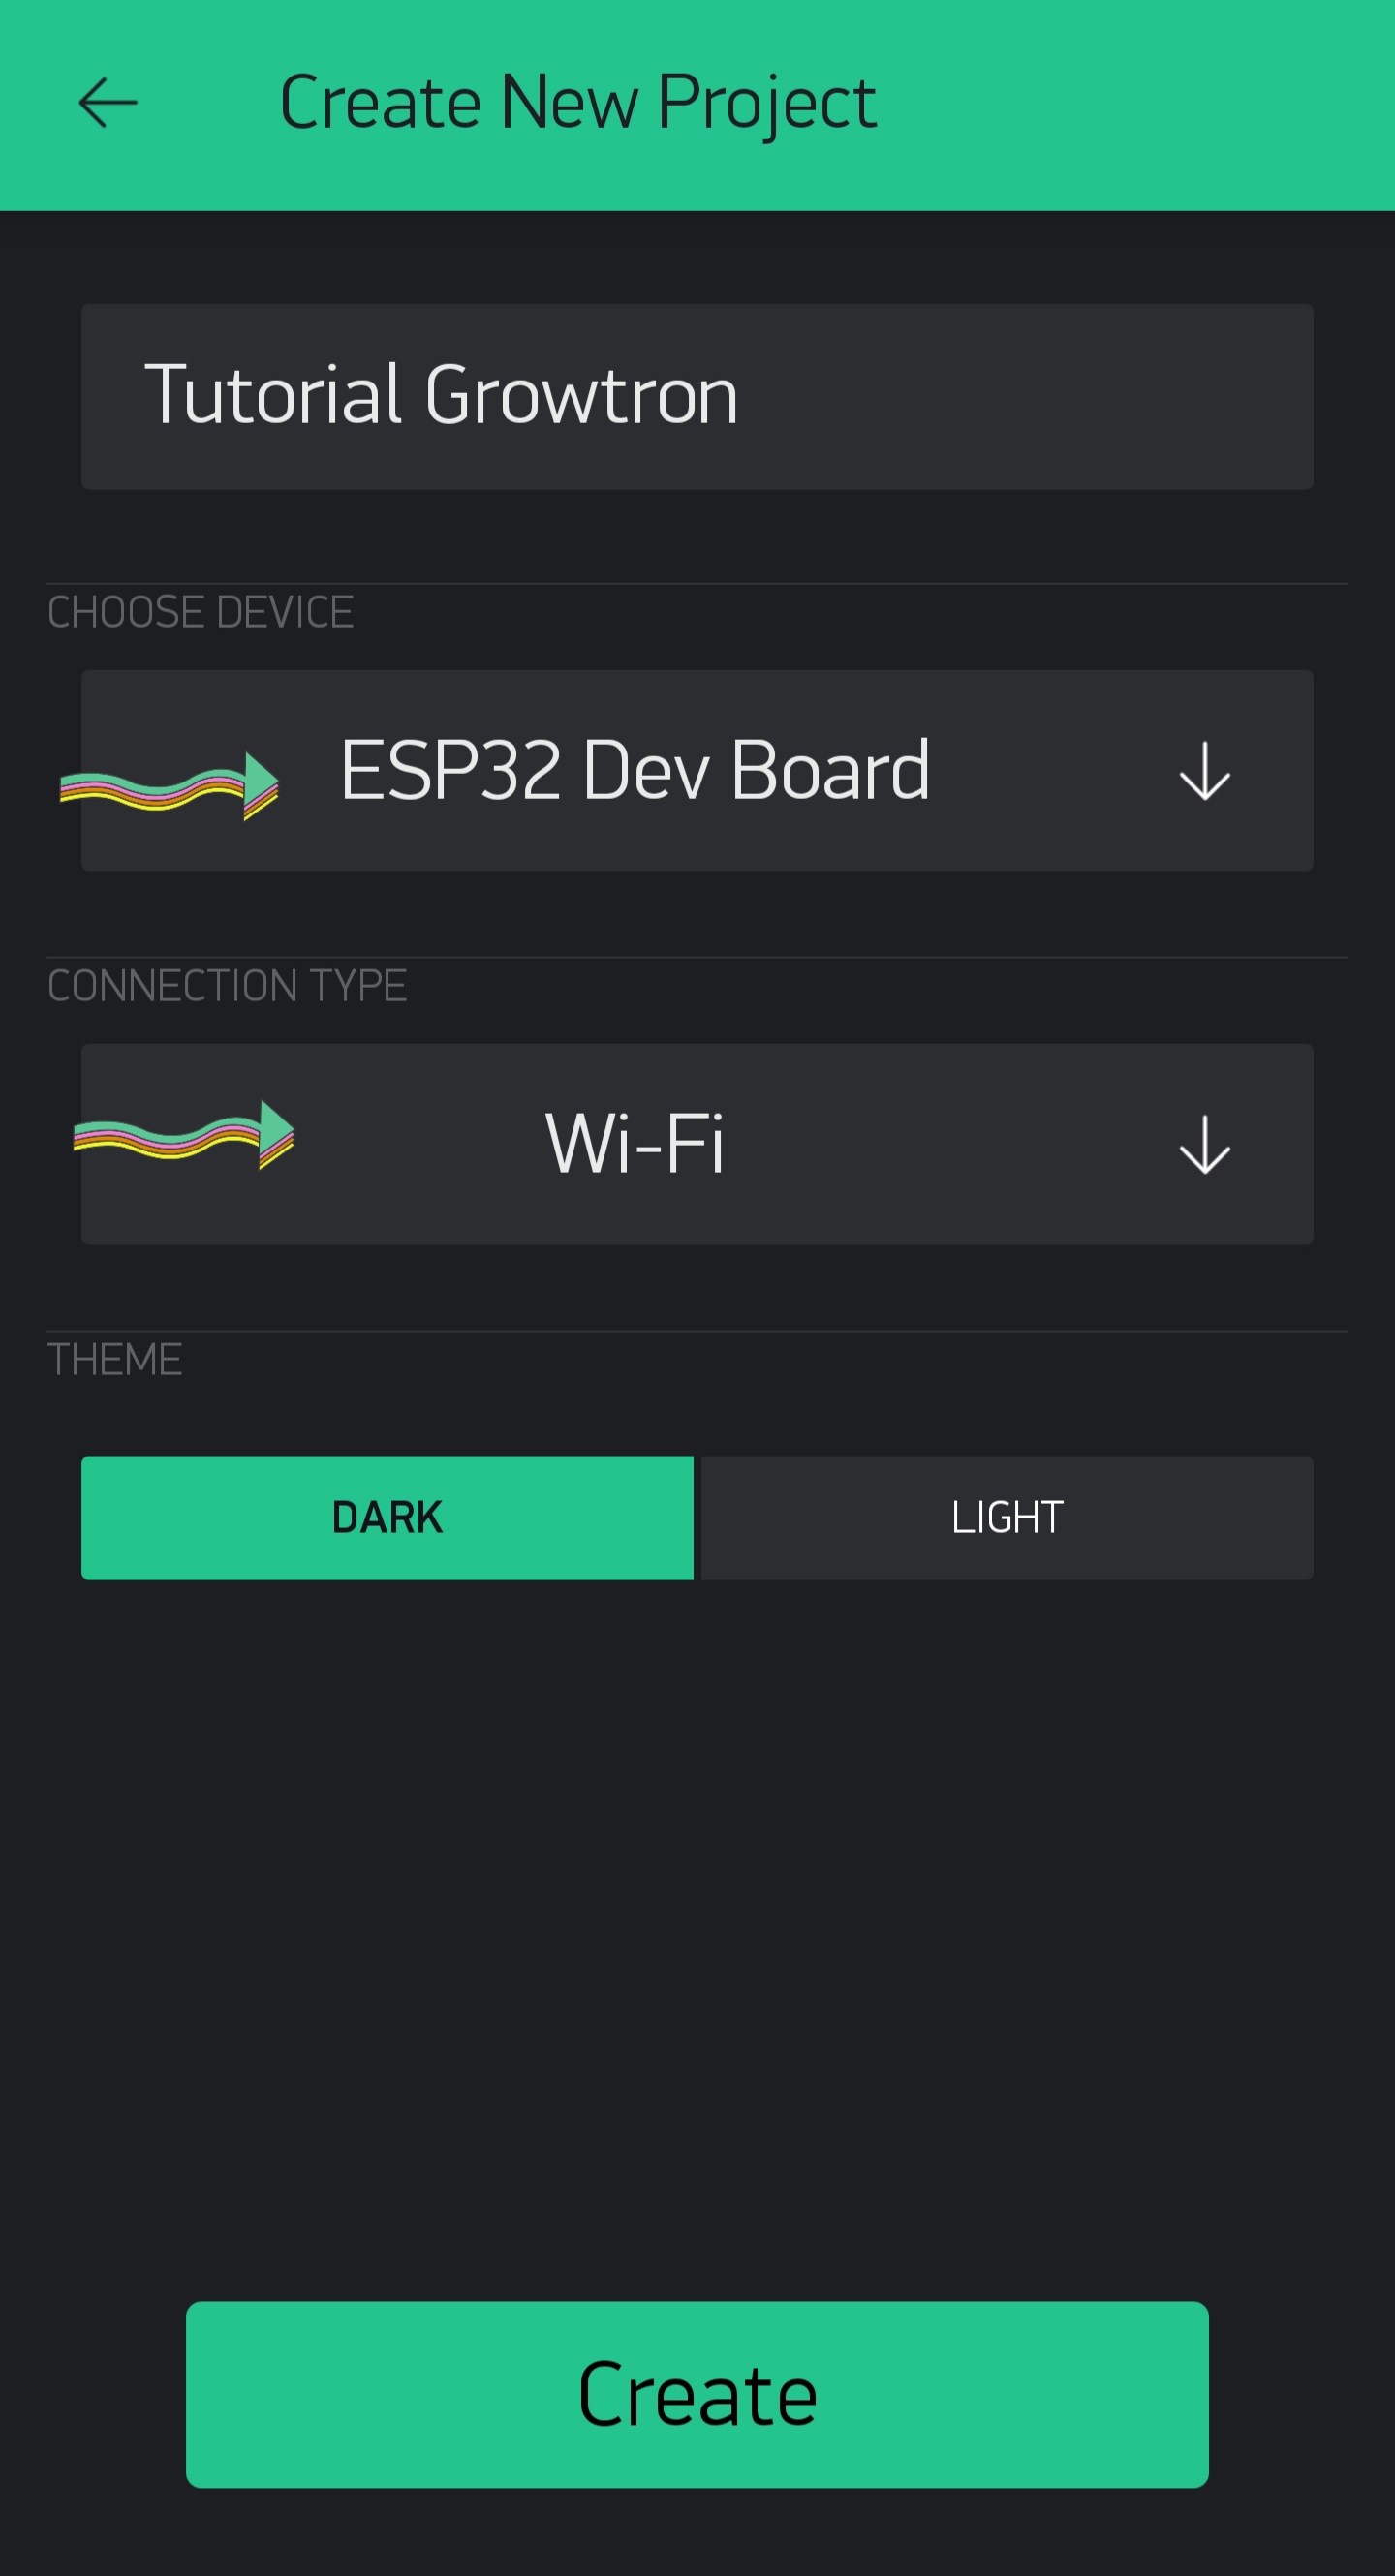 Create New Project
Tutorial Growtron
CHOOSE DEVICE
ESP32 Dev Board
CONNECTION TYPE
Wi-Fi
THEME
DARK
LIGHT
Create